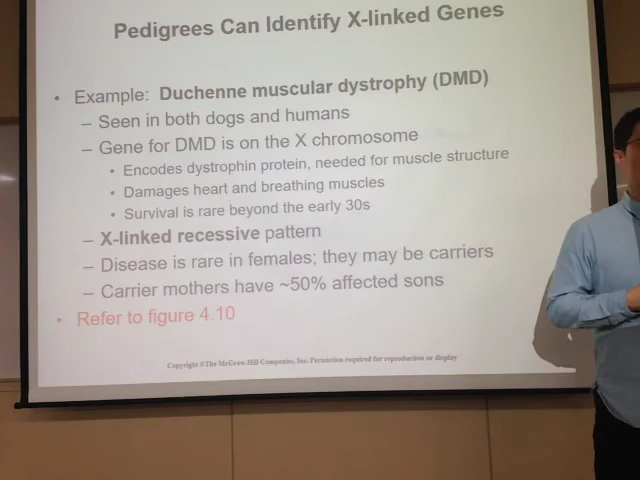 Pedigrees Can Identify X-linked Genes
• Example: Duchenne muscular dystrophy (DMD)
– Seen in both dogs and humans
– Gene for DMD is on the X chromosome
• Encodes dystrophin protein, needed for muscle structure
• Damages heart and breathing muscles
• Survival is rare beyond the early 30s
– X-linked recessive pattern
– Disease is rare in females; they may be carriers
– Carrier mothers have ~50% affected sons
• Refer to figure 4.10
Copyright ©The McGraw-Hill Companies, Inc. Permission required for reproduction or display